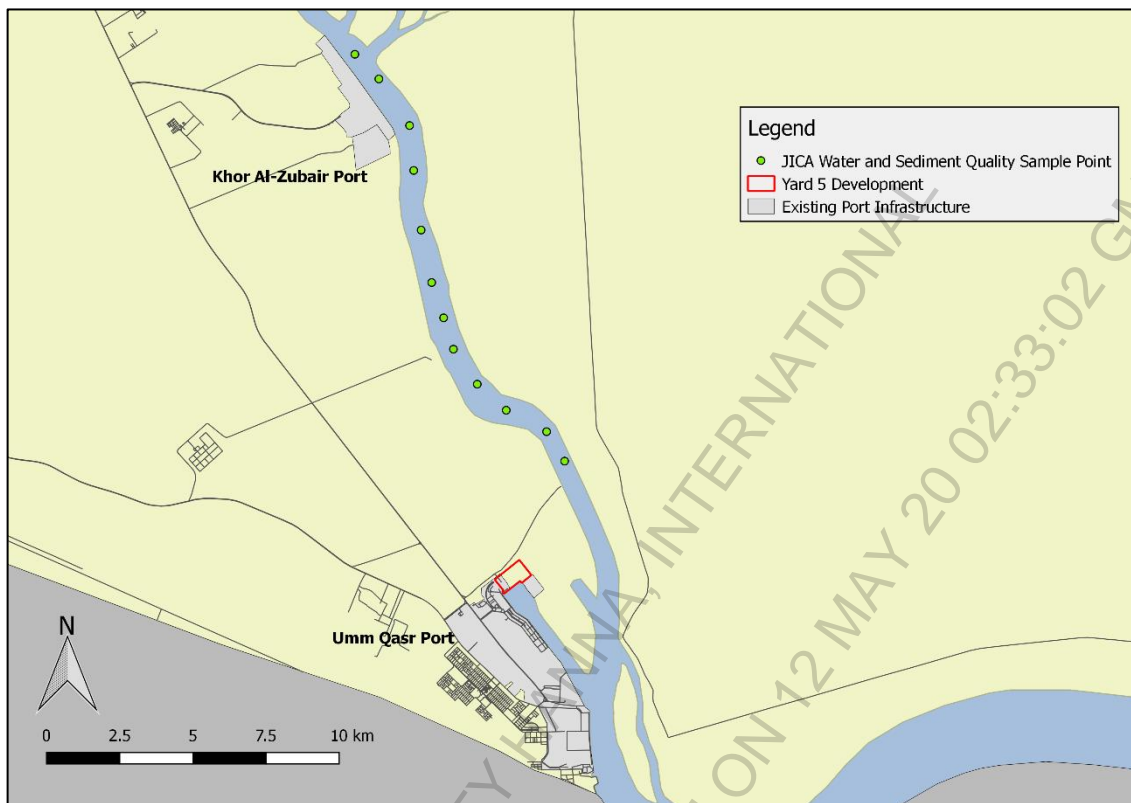 Khor Al-Zubair Port
Legend
JICA Water and Sediment Quality Sample Point
Yard 5 Development
Existing Port Infrastructure
Umm Qasr Port
N
0 2.5 5 7.5 10 km
HANNA, INTERNATIONAL
ON 12 MAY 20 02:33:02